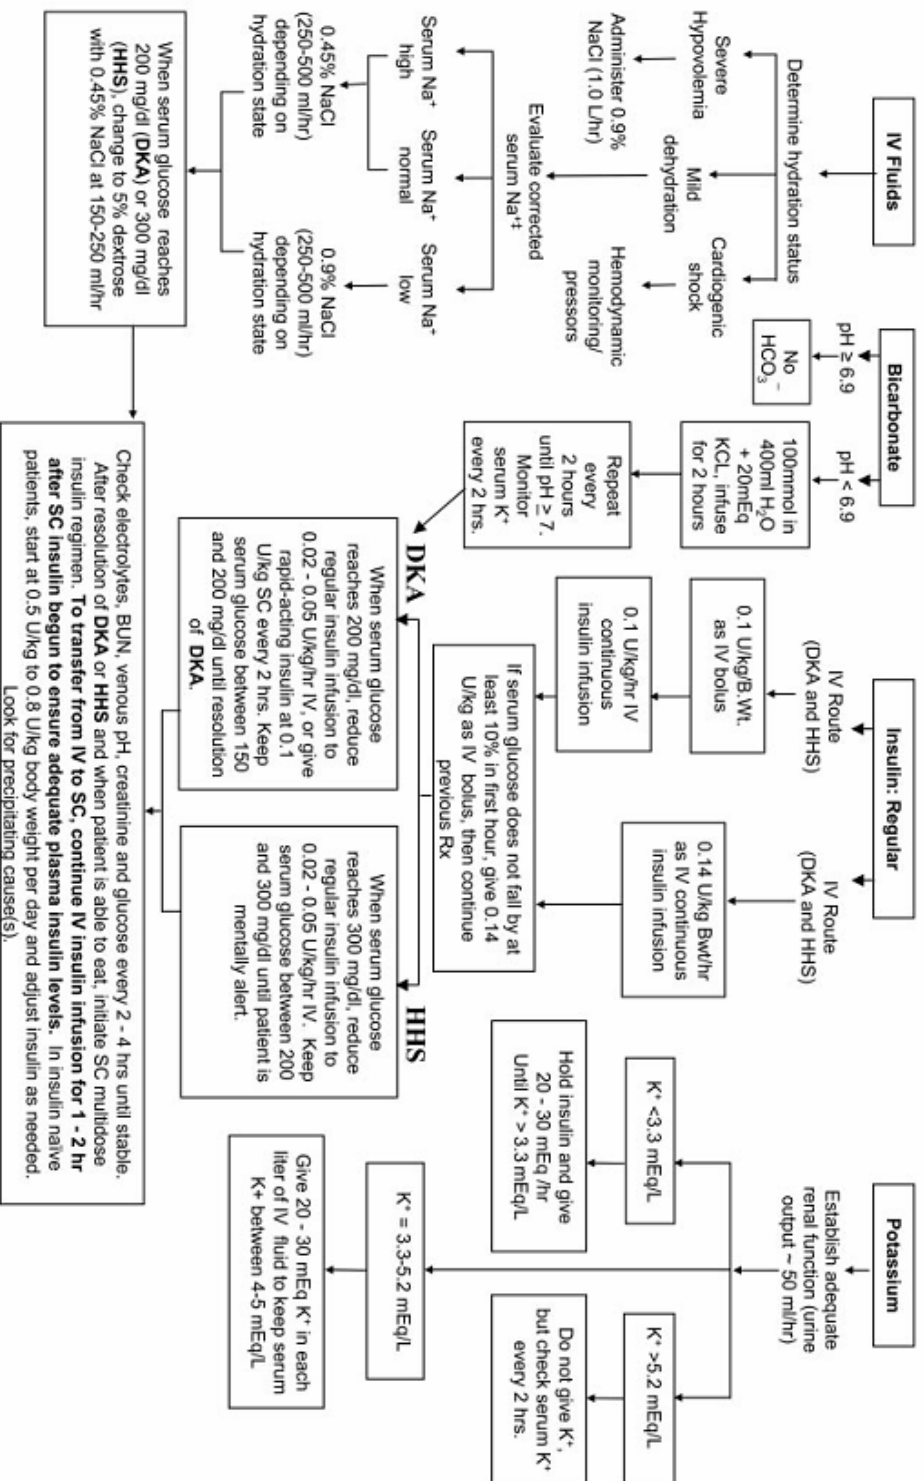 IV Fluids
Determine hydration status
Severe
Hypovolemia
Administer 0.9%
NaCl (1.0 L/hr)
Mild
dehydration
Cardiogenic
shock
Hemodynamic
monitoring/
pressors
Evaluate corrected
serum Na⁺‡
Serum Na⁺
high
Serum Na⁺
normal
Serum Na⁺
low
0.45% NaCl
(250-500 ml/hr)
depending on
hydration state
0.9% NaCl
(250-500 ml/hr)
depending on
hydration state
When serum glucose reaches
200 mg/dl (DKA) or 300 mg/dl
(HHS), change to 5% dextrose
with 0.45% NaCl at 150-250 ml/hr
Bicarbonate
pH ≥ 6.9
No
HCO₃⁻
pH < 6.9
100mmol in
400ml H₂O
+ 20mEq
KCL, infuse
for 2 hours
Repeat
every
2 hours
until pH ≥ 7.
Monitor
serum K⁺
every 2 hrs.
Insulin: Regular
IV Route
(DKA and HHS)
0.1 U/kg/B.Wt.
as IV bolus
0.1 U/kg/hr IV
continuous
insulin infusion
IV Route
(DKA and HHS)
0.14 U/kg Bwt/hr
as IV continuous
insulin infusion
If serum glucose does not fall by at
least 10% in first hour, give 0.14
U/kg as IV bolus, then continue
previous Rx
DKA
When serum glucose
reaches 200 mg/dl, reduce
regular insulin infusion to
0.02 - 0.05 U/kg/hr IV, or give
rapid-acting insulin at 0.1
U/kg SC every 2 hrs. Keep
serum glucose between 150
and 200 mg/dl until resolution
of DKA.
HHS
When serum glucose
reaches 300 mg/dl, reduce
regular insulin infusion to
0.02 - 0.05 U/kg/hr IV. Keep
serum glucose between 200
and 300 mg/dl until patient is
mentally alert.
Potassium
Establish adequate
renal function (urine
output ~ 50 ml/hr)
K⁺ <3.3 mEq/L
Hold insulin and give
20 - 30 mEq /hr
Until K⁺ > 3.3 mEq/L
K⁺ >5.2 mEq/L
Do not give K⁺,
but check serum K⁺
every 2 hrs.
K⁺ = 3.3-5.2 mEq/L
Give 20 - 30 mEq K⁺ in each
liter of IV fluid to keep serum
K+ between 4-5 mEq/L
Check electrolytes, BUN, venous pH, creatinine and glucose every 2 - 4 hrs until stable.
After resolution of DKA or HHS and when patient is able to eat, initiate SC multidose
insulin regimen. To transfer from IV to SC, continue IV insulin infusion for 1 - 2 hr
after SC insulin begun to ensure adequate plasma insulin levels. In insulin naïve
patients, start at 0.5 U/kg to 0.8 U/kg body weight per day and adjust insulin as needed.
Look for precipitating cause(s).